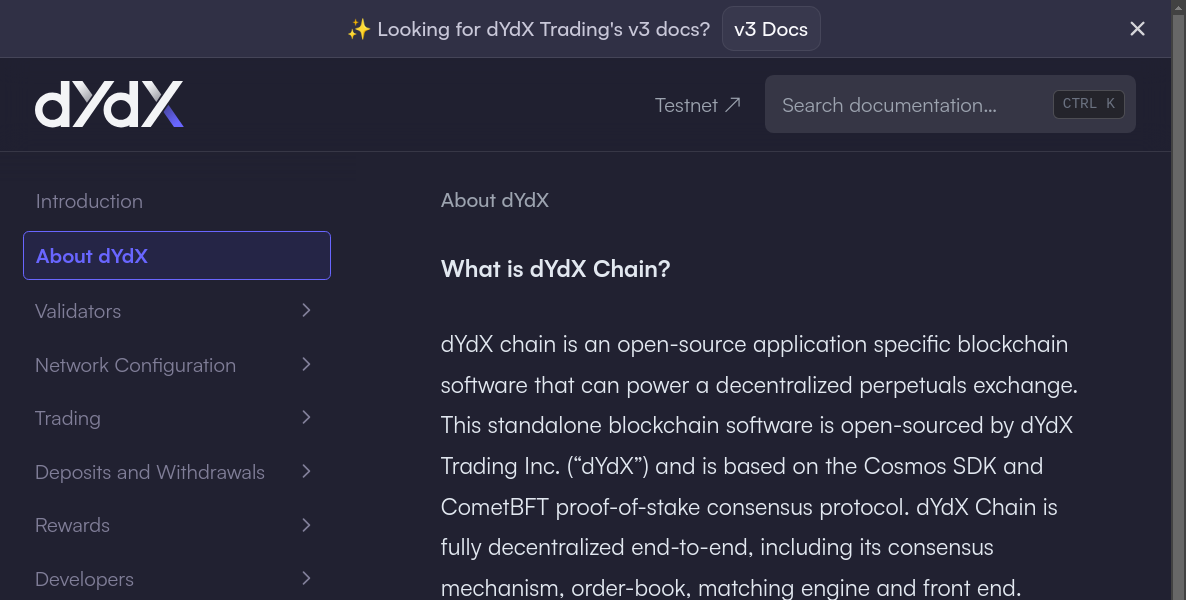 ✨ Looking for dYdX Trading's v3 docs? v3 Docs
dYdX
Testnet ↗ Search documentation... CTRL K
Introduction
About dYdX
Validators
Network Configuration
Trading
Deposits and Withdrawals
Rewards
Developers
About dYdX
What is dYdX Chain?
dYdX chain is an open-source application specific blockchain
software that can power a decentralized perpetuals exchange.
This standalone blockchain software is open-sourced by dYdX
Trading Inc. (“dYdX”) and is based on the Cosmos SDK and
CometBFT proof-of-stake consensus protocol. dYdX Chain is
fully decentralized end-to-end, including its consensus
mechanism, order-book, matching engine and front end.